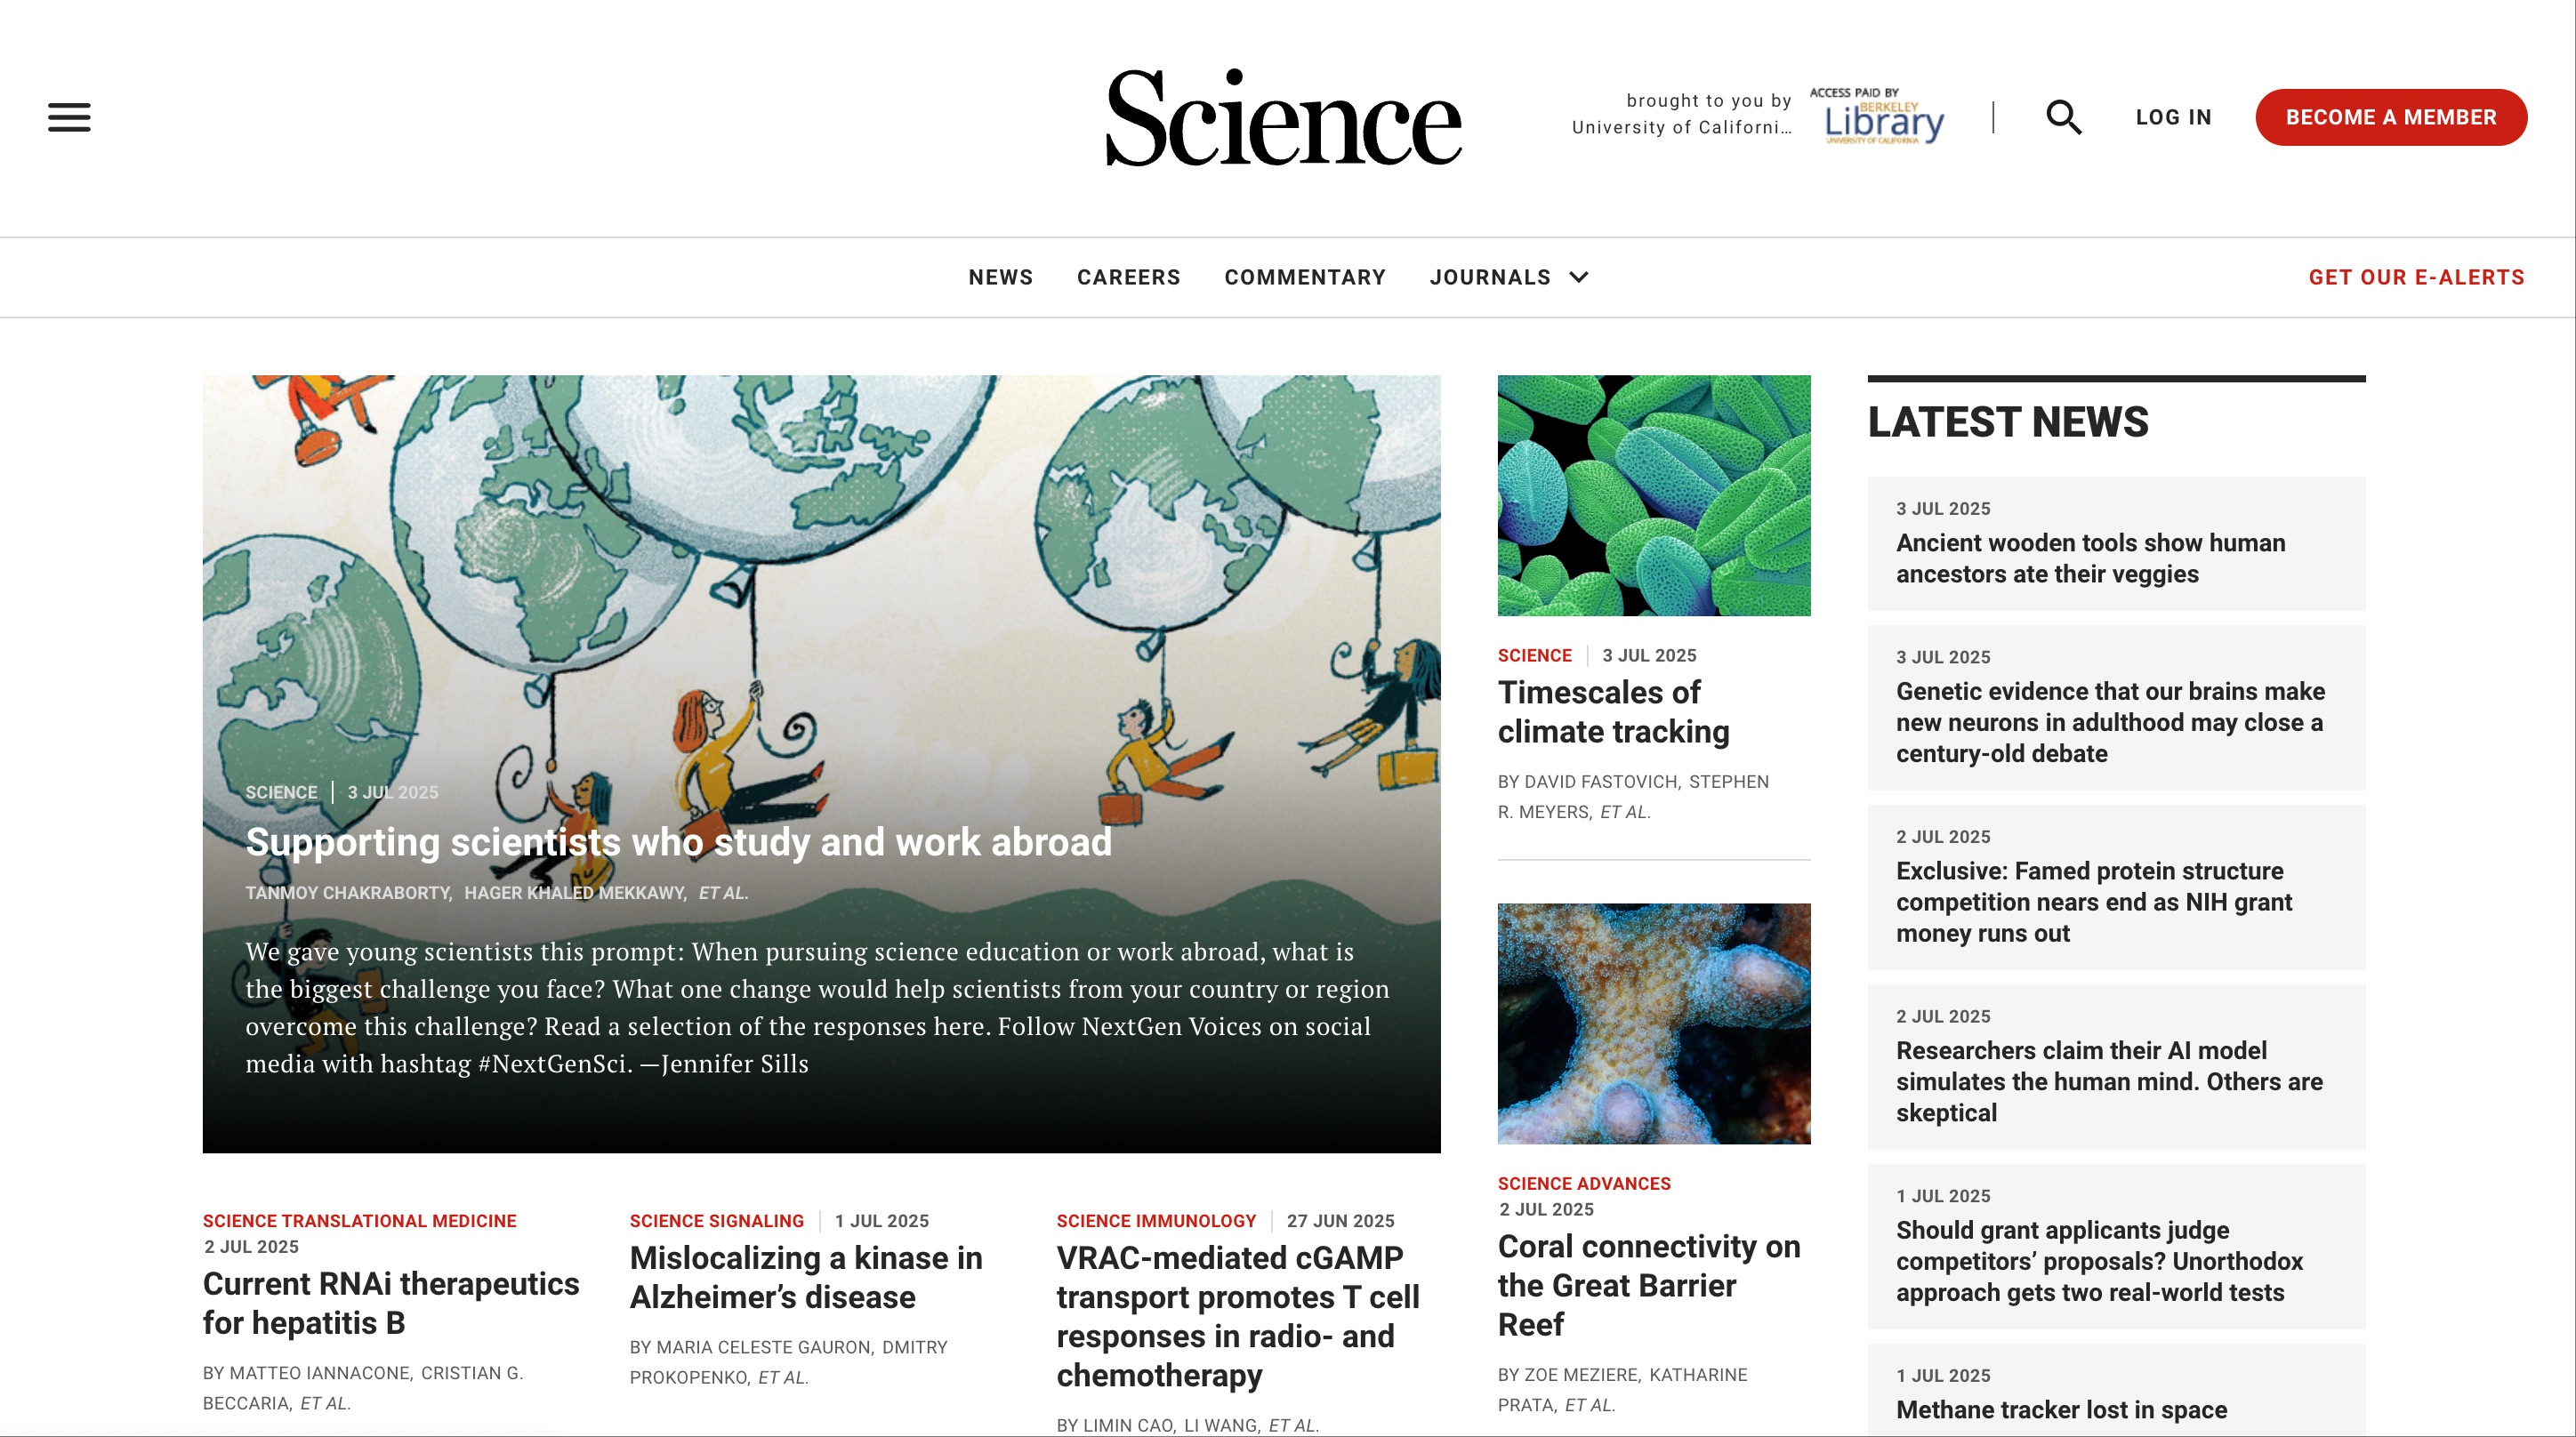 Science
brought to you by
University of Californi...
ACCESS PAID BY
BERKELEY
Library
UNIVERSITY OF CALIFORNIA
LOG IN
BECOME A MEMBER
NEWS
CAREERS
COMMENTARY
JOURNALS
GET OUR E-ALERTS
SCIENCE | 3 JUL 2025
Supporting scientists who study and work abroad
TANMOY CHAKRABORTY, HAGER KHALED MEKKAWY, ET AL.
We gave young scientists this prompt: When pursuing science education or work abroad, what is
the biggest challenge you face? What one change would help scientists from your country or region
overcome this challenge? Read a selection of the responses here. Follow NextGen Voices on social
media with hashtag #NextGenSci. —Jennifer Sills
SCIENCE TRANSLATIONAL MEDICINE
2 JUL 2025
Current RNAi therapeutics
for hepatitis B
BY MATTEO IANNACONE, CRISTIAN G.
BECCARIA, ET AL.
SCIENCE SIGNALING | 1 JUL 2025
Mislocalizing a kinase in
Alzheimer’s disease
BY MARIA CELESTE GAURON, DMITRY
PROKOPENKO, ET AL.
SCIENCE IMMUNOLOGY | 27 JUN 2025
VRAC-mediated cGAMP
transport promotes T cell
responses in radio- and
chemotherapy
BY LIMIN CAO, LI WANG, ET AL.
SCIENCE | 3 JUL 2025
Timescales of
climate tracking
BY DAVID FASTOVICH, STEPHEN
R. MEYERS, ET AL.
SCIENCE ADVANCES
2 JUL 2025
Coral connectivity on
the Great Barrier
Reef
BY ZOE MEZIERE, KATHARINE
PRATA, ET AL.
LATEST NEWS
3 JUL 2025
Ancient wooden tools show human
ancestors ate their veggies
3 JUL 2025
Genetic evidence that our brains make
new neurons in adulthood may close a
century-old debate
2 JUL 2025
Exclusive: Famed protein structure
competition nears end as NIH grant
money runs out
2 JUL 2025
Researchers claim their AI model
simulates the human mind. Others are
skeptical
1 JUL 2025
Should grant applicants judge
competitors’ proposals? Unorthodox
approach gets two real-world tests
1 JUL 2025
Methane tracker lost in space